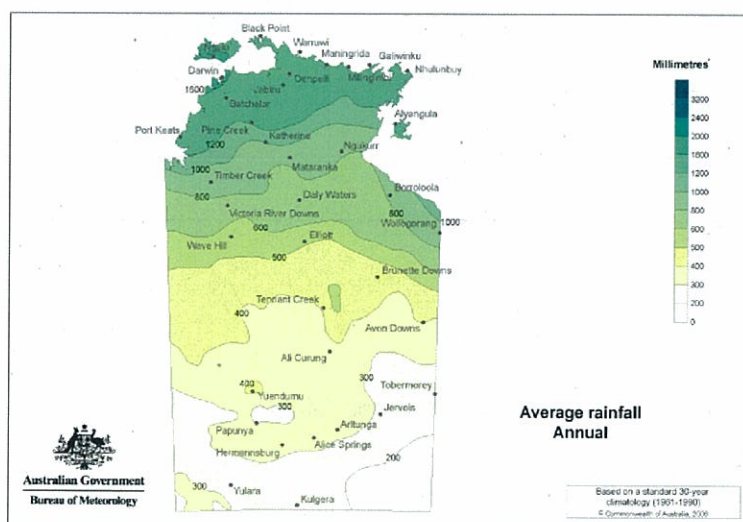 Black Point
Warruwi
Maningrida
Galiwinku
Nguiu
Milingimbi
Nhulunbuy
Darwin
Oenpelli
Jabiru
1600
Batchelor
Alyangula
Port Keats
Pine Creek
Katherine
1200
Ngukurr
1000
Mataranka
Timber Creek
800
Daly Waters
Borroloola
Victoria River Downs
800
600
Wollogorang
1000
Wave Hill
Elliott
500
Brunette Downs
Tennant Creek
400
Avon Downs
Ali Curung
300
400
Yuendumu
Tobermorey
300
Jervois
Papunya
Arltunga
Alice Springs
Hermannsburg
200
300
Yulara
Kulgera
Millimetres
3200
2400
2000
1600
1200
1000
800
600
500
400
300
200
0
Average rainfall
Annual
Australian Government
Bureau of Meteorology
Based on a standard 30-year
climatology (1961-1990)
© Commonwealth of Australia, 2006